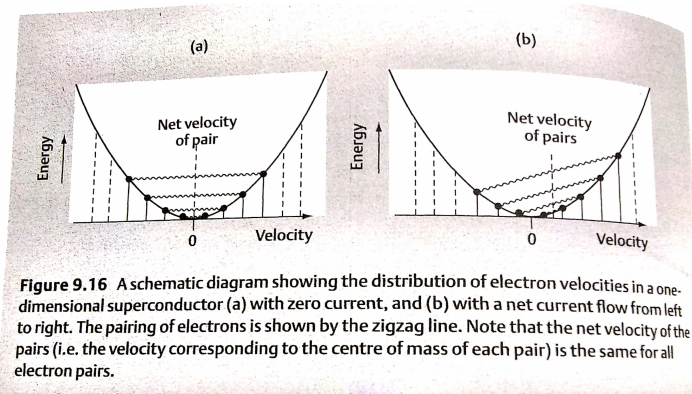 (a)
(b)
Net velocity
of pair
Energy
0
Velocity
Net velocity
of pairs
Energy
0
Velocity
Figure 9.16 A schematic diagram showing the distribution of electron velocities in a one-
dimensional superconductor (a) with zero current, and (b) with a net current flow from left
to right. The pairing of electrons is shown by the zigzag line. Note that the net velocity of the
pairs (i.e. the velocity corresponding to the centre of mass of each pair) is the same for all
electron pairs.